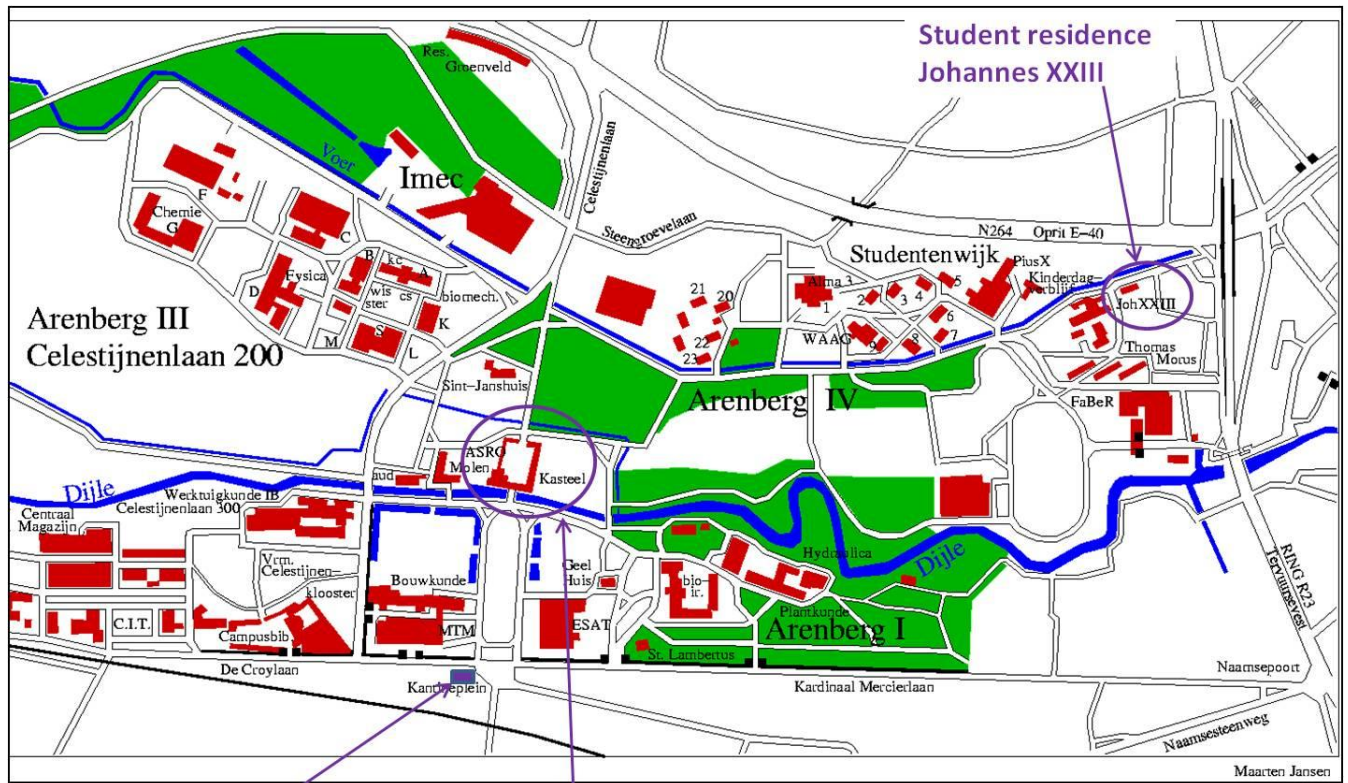 Student residence
Johannes XXIII
Res.
Groenveld
Celestijnenlaan
Voer
Imec
Steengroevelaan
N264 Oprit E-40
F
Chemie
G
C
B
kc
A
Fysica
D
wis
ter
cs
biomech.
S
K
M
L
Arenberg III
Celestijnenlaan 200
Studentenwijk
PiusX
Kinderdag-
verblijf
JohXXIII
Alma 3
1
2
3
4
5
6
7
8
9
WAAG
21
20
22
23
Thomas
Morus
FaBeR
Sint-Janshuis
Arenberg IV
ASRO
Molen
Kasteel
aud
Dijle
Werktuigkunde IB
Celestijnenlaan 300
Centraal
Magazijn
Vrm.
Celestijnen-
klooster
Bouwkunde
Geel
Huis
bio-
ir.
Hydraulica
Dijle
Plantkunde
Arenberg I
RING R23
Tervuursevest
C.I.T.
Campusbib.
MTM
ESAT
St. Lambertus
De Croylaan
Kantineplein
Kardinaal Mercierlaan
Naamsepoort
Naamsesteenweg
Maarten Jansen